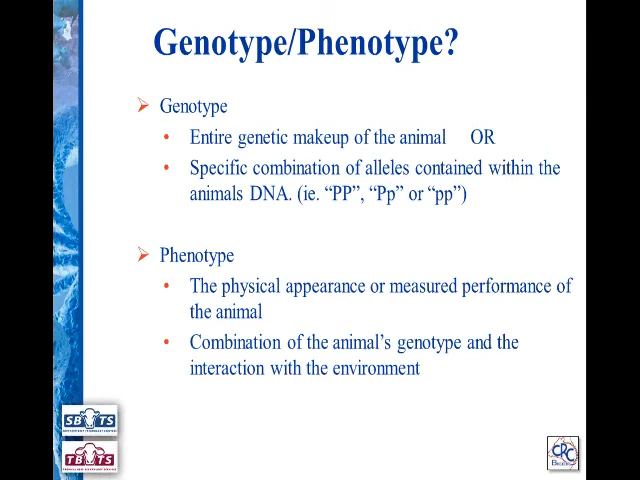 Genotype/Phenotype?
➢ Genotype
• Entire genetic makeup of the animal OR
• Specific combination of alleles contained within the
animals DNA. (ie. “PP”, “Pp” or “pp”)
➢ Phenotype
• The physical appearance or measured performance of
the animal
• Combination of the animal’s genotype and the
interaction with the environment
SBTS
TBTS
CRC